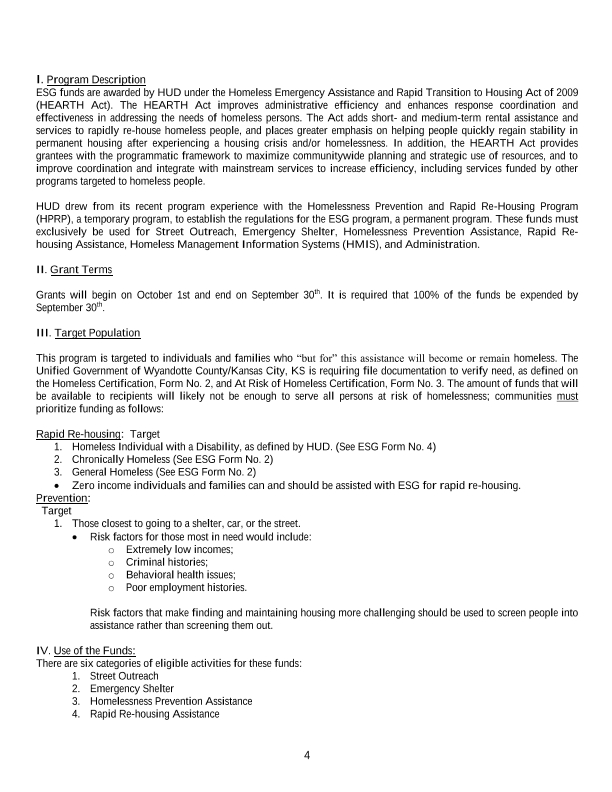 I. Program Description
ESG funds are awarded by HUD under the Homeless Emergency Assistance and Rapid Transition to Housing Act of 2009
(HEARTH Act). The HEARTH Act improves administrative efficiency and enhances response coordination and
effectiveness in addressing the needs of homeless persons. The Act adds short- and medium-term rental assistance and
services to rapidly re-house homeless people, and places greater emphasis on helping people quickly regain stability in
permanent housing after experiencing a housing crisis and/or homelessness. In addition, the HEARTH Act provides
grantees with the programmatic framework to maximize communitywide planning and strategic use of resources, and to
improve coordination and integrate with mainstream services to increase efficiency, including services funded by other
programs targeted to homeless people.
HUD drew from its recent program experience with the Homelessness Prevention and Rapid Re-Housing Program
(HPRP), a temporary program, to establish the regulations for the ESG program, a permanent program. These funds must
exclusively be used for Street Outreach, Emergency Shelter, Homelessness Prevention Assistance, Rapid Re-
housing Assistance, Homeless Management Information Systems (HMIS), and Administration.
II. Grant Terms
Grants will begin on October 1st and end on September 30th. It is required that 100% of the funds be expended by
September 30th.
III. Target Population
This program is targeted to individuals and families who “but for” this assistance will become or remain homeless. The
Unified Government of Wyandotte County/Kansas City, KS is requiring file documentation to verify need, as defined on
the Homeless Certification, Form No. 2, and At Risk of Homeless Certification, Form No. 3. The amount of funds that will
be available to recipients will likely not be enough to serve all persons at risk of homelessness; communities must
prioritize funding as follows:
Rapid Re-housing: Target
1. Homeless Individual with a Disability, as defined by HUD. (See ESG Form No. 4)
2. Chronically Homeless (See ESG Form No. 2)
3. General Homeless (See ESG Form No. 2)
• Zero income individuals and families can and should be assisted with ESG for rapid re-housing.
Prevention:
Target
1. Those closest to going to a shelter, car, or the street.
• Risk factors for those most in need would include:
o Extremely low incomes;
o Criminal histories;
o Behavioral health issues;
o Poor employment histories.
Risk factors that make finding and maintaining housing more challenging should be used to screen people into
assistance rather than screening them out.
IV. Use of the Funds:
There are six categories of eligible activities for these funds:
1. Street Outreach
2. Emergency Shelter
3. Homelessness Prevention Assistance
4. Rapid Re-housing Assistance
4